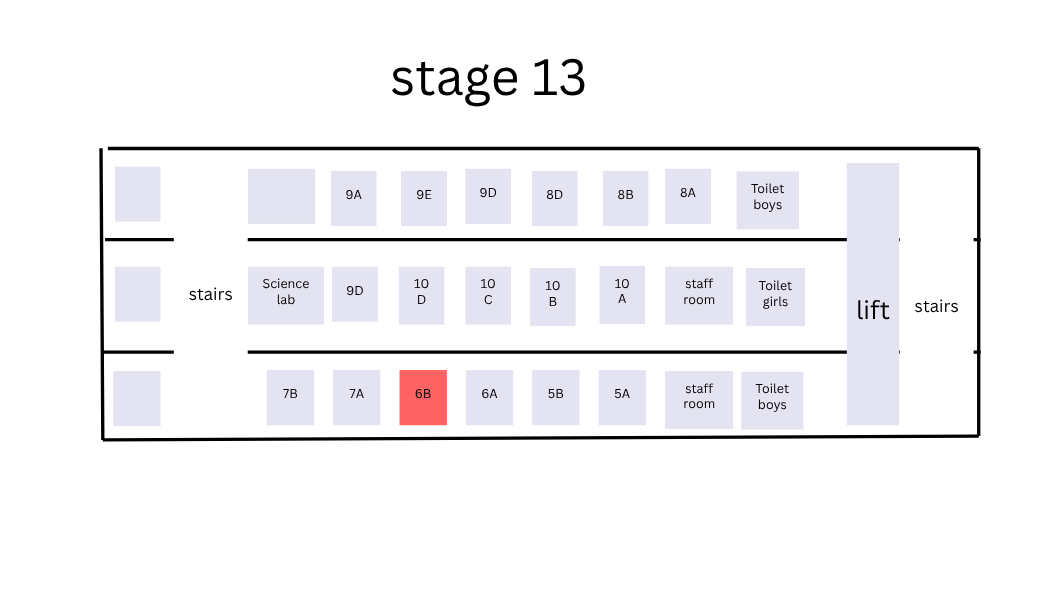 stage 13
9A
9E
9D
8D
8B
8A
Toilet
boys
Science
lab
9D
10
D
10
C
10
B
10
A
staff
room
Toilet
girls
stairs
lift
stairs
7B
7A
6B
6A
5B
5A
staff
room
Toilet
boys